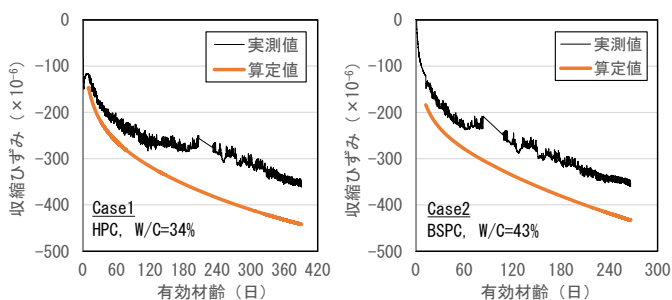 0
-100
-200
-300
-400
-500
収縮ひずみ（×10⁻⁶）
実測値
算定値
Case1
HPC, W/C=34%
0 60 120 180 240 300 360 420
有効材齢（日）
0
-100
-200
-300
-400
-500
収縮ひずみ（×10⁻⁶）
実測値
算定値
Case2
BSPC, W/C=43%
0 60 120 180 240 300
有効材齢（日）